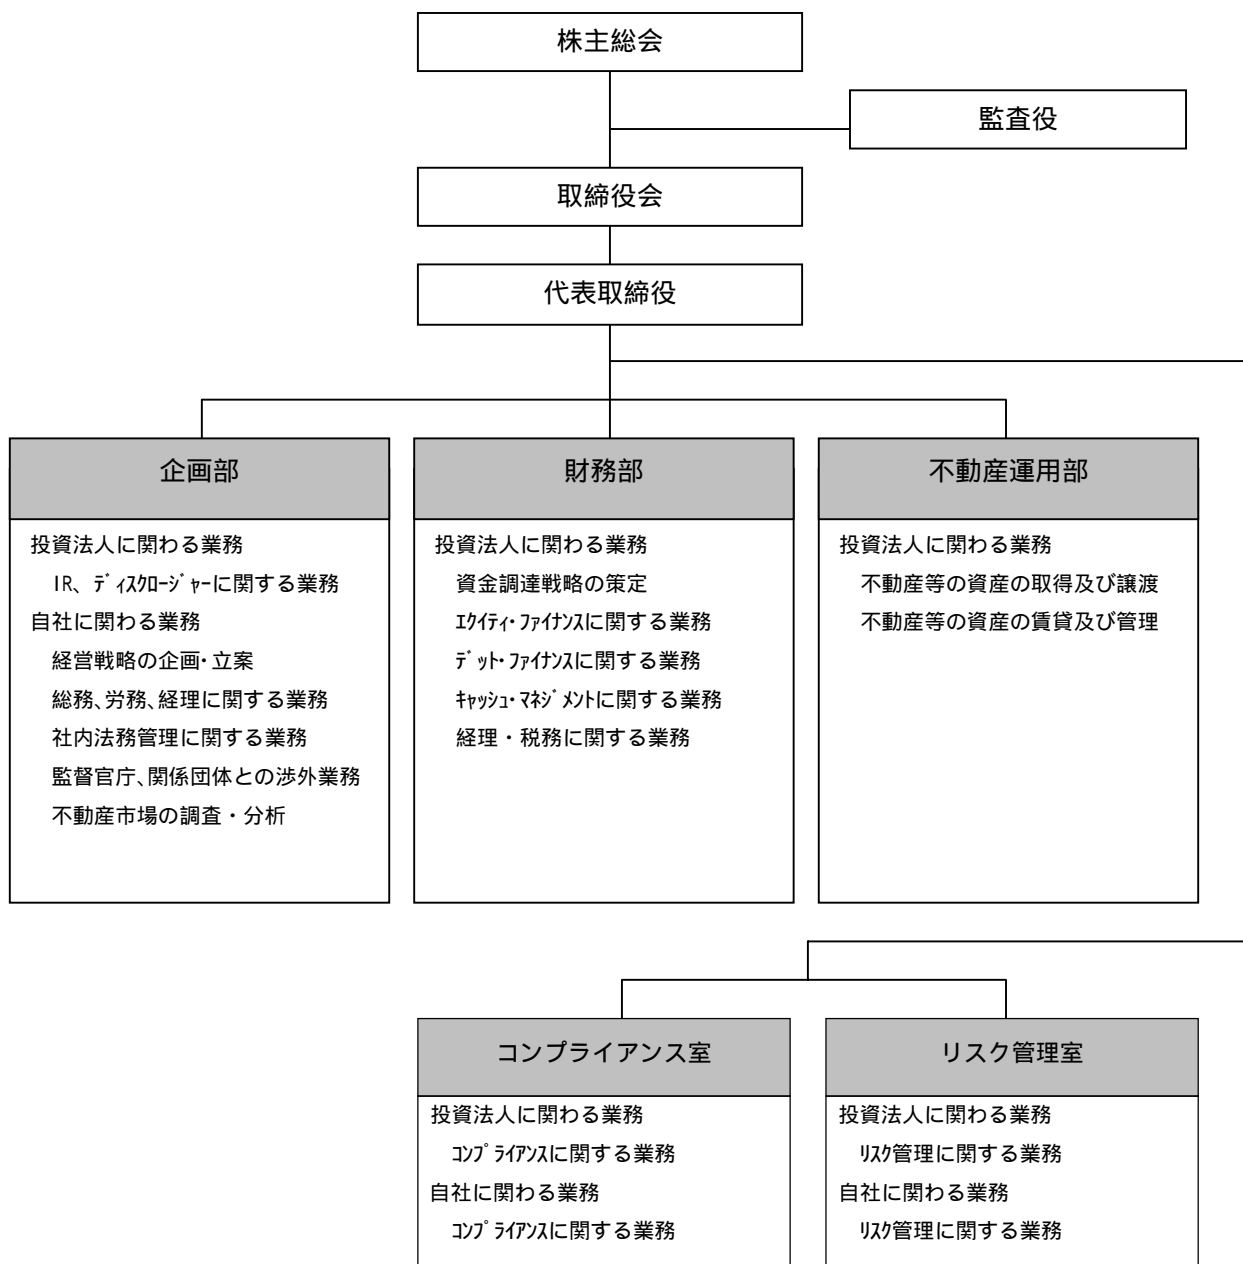 株主総会
監査役
取締役会
代表取締役
企画部
投資法人に関わる業務
IR、ディスクロージャーに関する業務
自社に関わる業務
経営戦略の企画・立案
総務、労務、経理に関する業務
社内法務管理に関する業務
監督官庁、関係団体との渉外業務
不動産市場の調査・分析
財務部
投資法人に関わる業務
資金調達戦略の策定
エクイティ・ファイナンスに関する業務
デット・ファイナンスに関する業務
キャッシュ・マネジメントに関する業務
経理・税務に関する業務
不動産運用部
投資法人に関わる業務
不動産等の資産の取得及び譲渡
不動産等の資産の賃貸及び管理
コンプライアンス室
投資法人に関わる業務
コンプライアンスに関する業務
自社に関わる業務
コンプライアンスに関する業務
リスク管理室
投資法人に関わる業務
リスク管理に関する業務
自社に関わる業務
リスク管理に関する業務